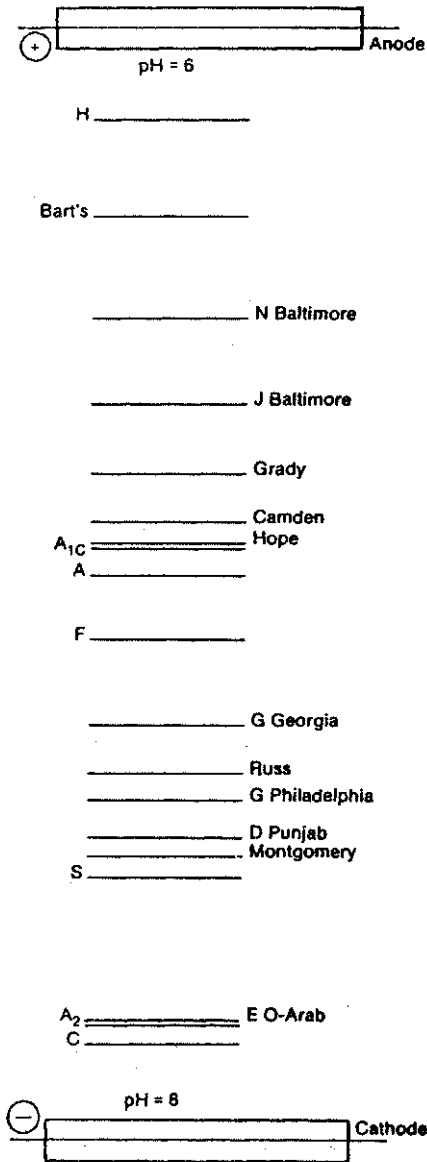 +
Anode
pH = 6
H
Bart's
N Baltimore
J Baltimore
Grady
Camden
A1C Hope
A
F
G Georgia
Russ
G Philadelphia
D Punjab
Montgomery
S
A2 E O-Arab
C
pH = 8
−
Cathode